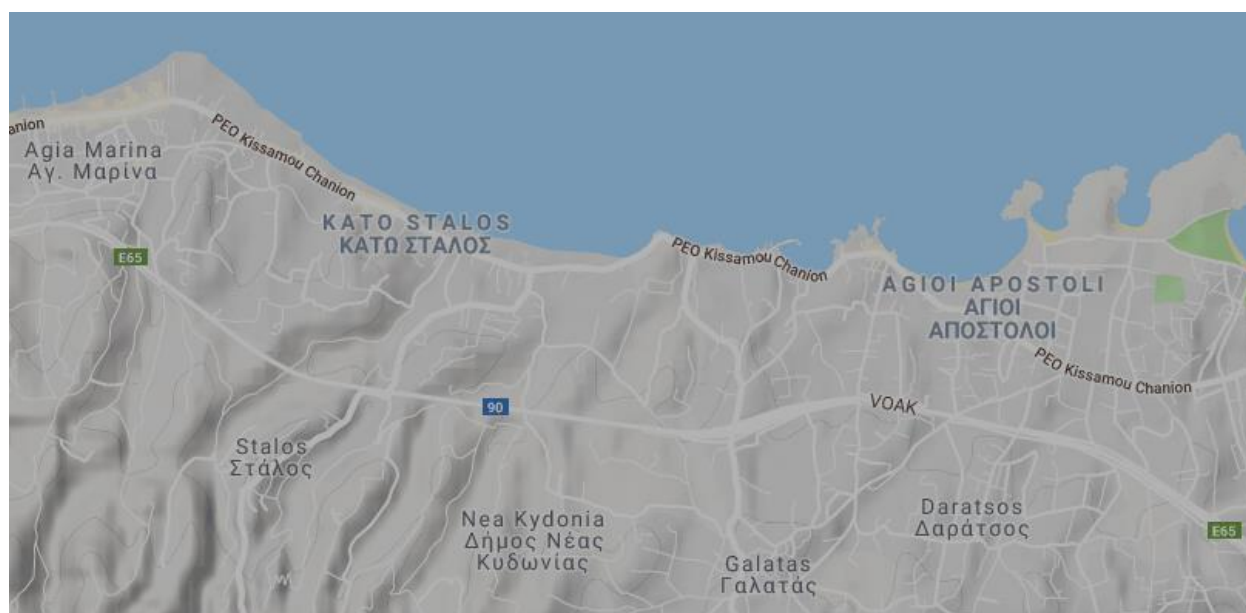 anion
Agia Marina
Αγ. Μαρίνα
PEO Kissamou Chanion
KATO STALOS
ΚΑΤΩ ΣΤΑΛΟΣ
E65
PEO Kissamou Chanion
AGIOI APOSTOLI
ΑΓΙΟΙ
ΑΠΟΣΤΟΛΟΙ
PEO Kissamou Chanion
90
VOAK
Stalos
Στάλος
Nea Kydonia
Δήμος Νέας
Κυδωνίας
Daratsos
Δαράτσος
E65
Galatas
Γαλατάς